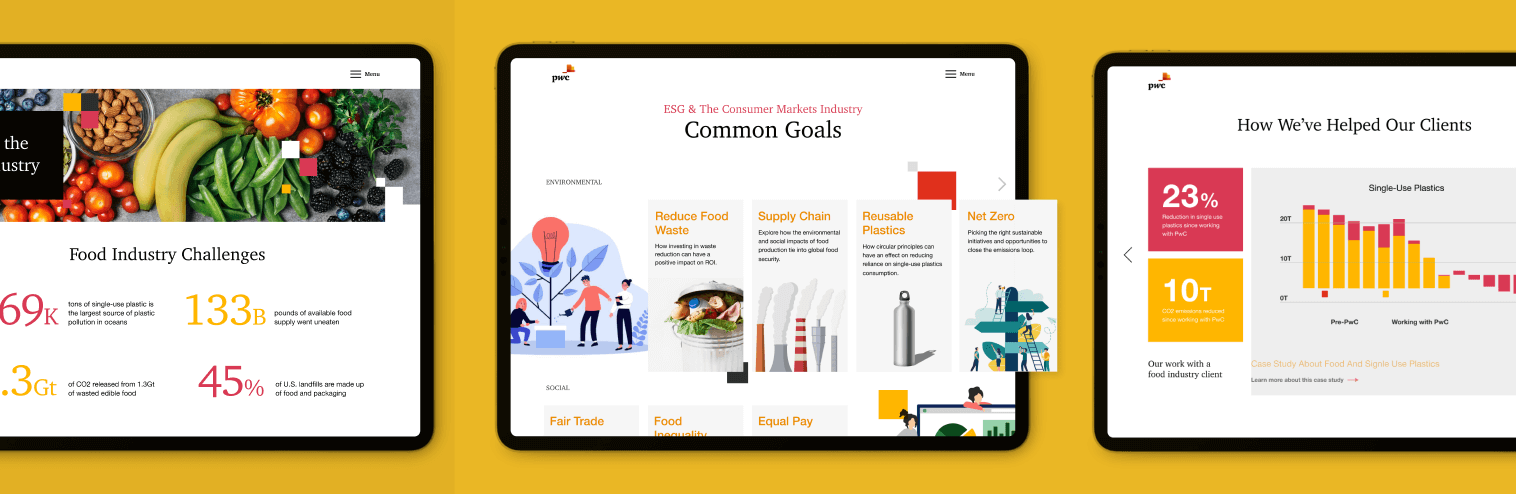 Menu
the
ustry
Food Industry Challenges
69K
tons of single-use plastic is
the largest source of plastic
pollution in oceans
133B
pounds of available food
supply went uneaten
.3Gt
of CO2 released from 1.3Gt
of wasted edible food
45%
of U.S. landfills are made up
of food and packaging
pwc
Menu
ESG & The Consumer Markets Industry
Common Goals
ENVIRONMENTAL
Reduce Food
Waste
How investing in waste
reduction can have a
positive impact on ROI.
Supply Chain
Explore how the environmental
and social impacts of food
production tie into global food
security.
Reusable
Plastics
How circular principles can
have an effect on reducing
reliance on single-use plastics
consumption.
Net Zero
Picking the right sustainable
initiatives and opportunities to
close the emissions loop.
SOCIAL
Fair Trade
Food
Inequality
Equal Pay
pwc
How We've Helped Our Clients
23%
Reduction in single use
plastics since working
with PwC
10T
CO2 emissions reduced
since working with PwC
Our work with a
food industry client
Single-Use Plastics
20T
10T
0T
Pre-PwC
Working with PwC
Case Study About Food And Signle Use Plastics
Learn more about this case study